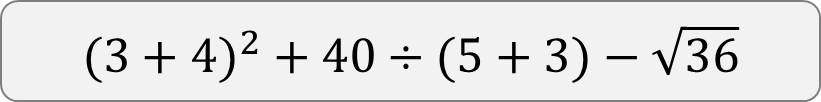 (3 + 4)² + 40 ÷ (5 + 3) − √36